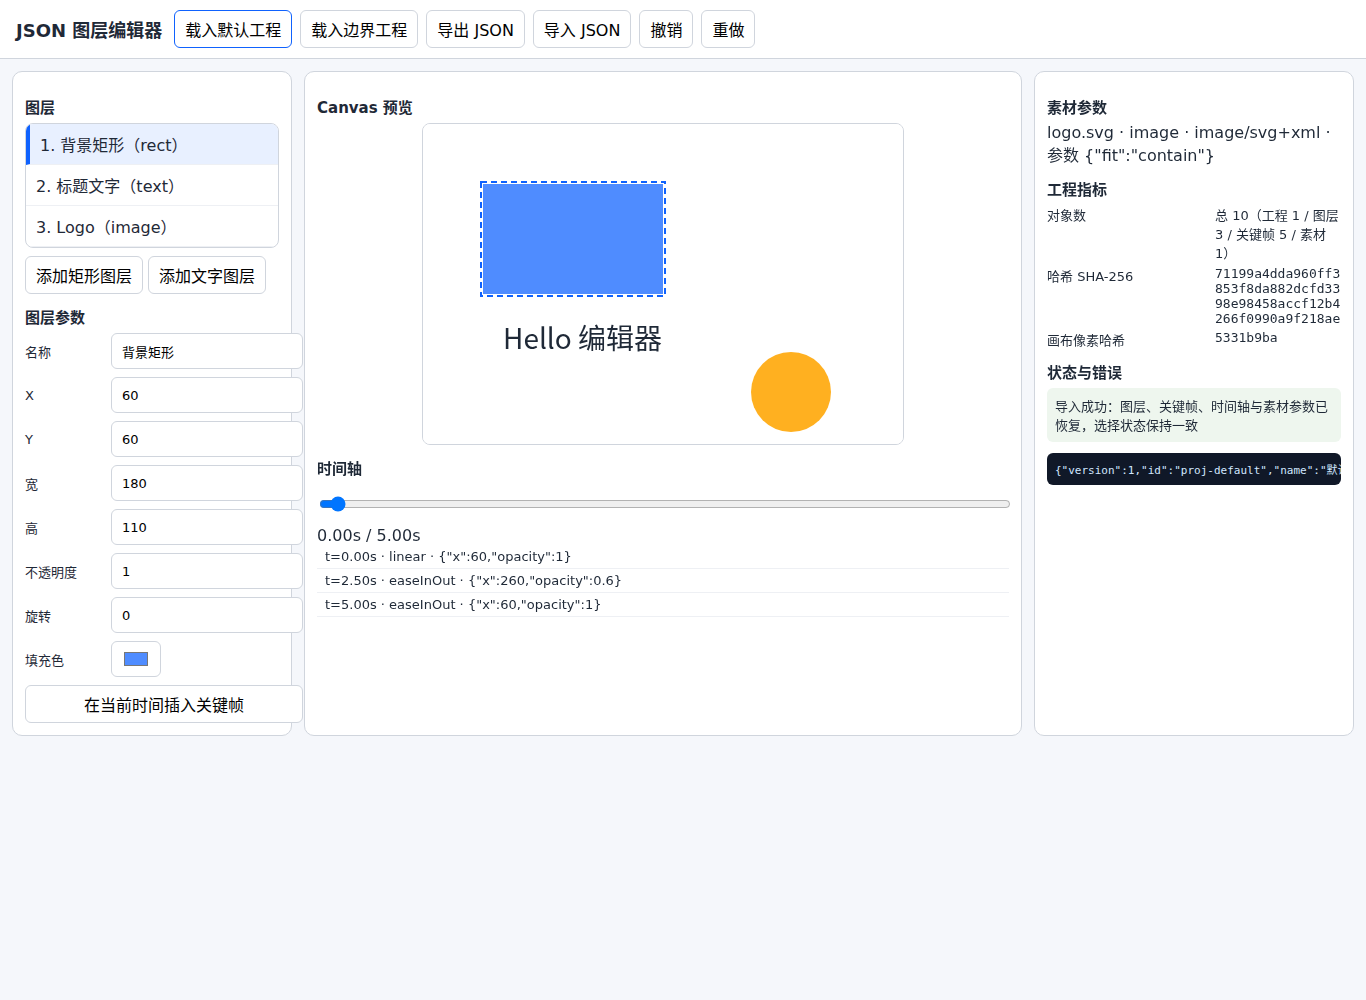 JSON 图层编辑器
载入默认工程
载入边界工程
导出 JSON
导入 JSON
撤销
重做
图层
1. 背景矩形（rect）
2. 标题文字（text）
3. Logo（image）
添加矩形图层
添加文字图层
图层参数
名称
背景矩形
X
60
Y
60
宽
180
高
110
不透明度
1
旋转
0
填充色
在当前时间插入关键帧
Canvas 预览
Hello 编辑器
时间轴
0.00s / 5.00s
t=0.00s · linear · {"x":60,"opacity":1}
t=2.50s · easeInOut · {"x":260,"opacity":0.6}
t=5.00s · easeInOut · {"x":60,"opacity":1}
素材参数
logo.svg · image · image/svg+xml ·
参数 {"fit":"contain"}
工程指标
对象数
总 10（工程 1 / 图层
3 / 关键帧 5 / 素材
1）
哈希 SHA-256
71199a4dda960ff3
853f8da882dcfd33
98e98458accf12b4
266f0990a9f218ae
画布像素哈希
5331b9ba
状态与错误
导入成功：图层、关键帧、时间轴与素材参数已
恢复，选择状态保持一致
{"version":1,"id":"proj-default","name":"默